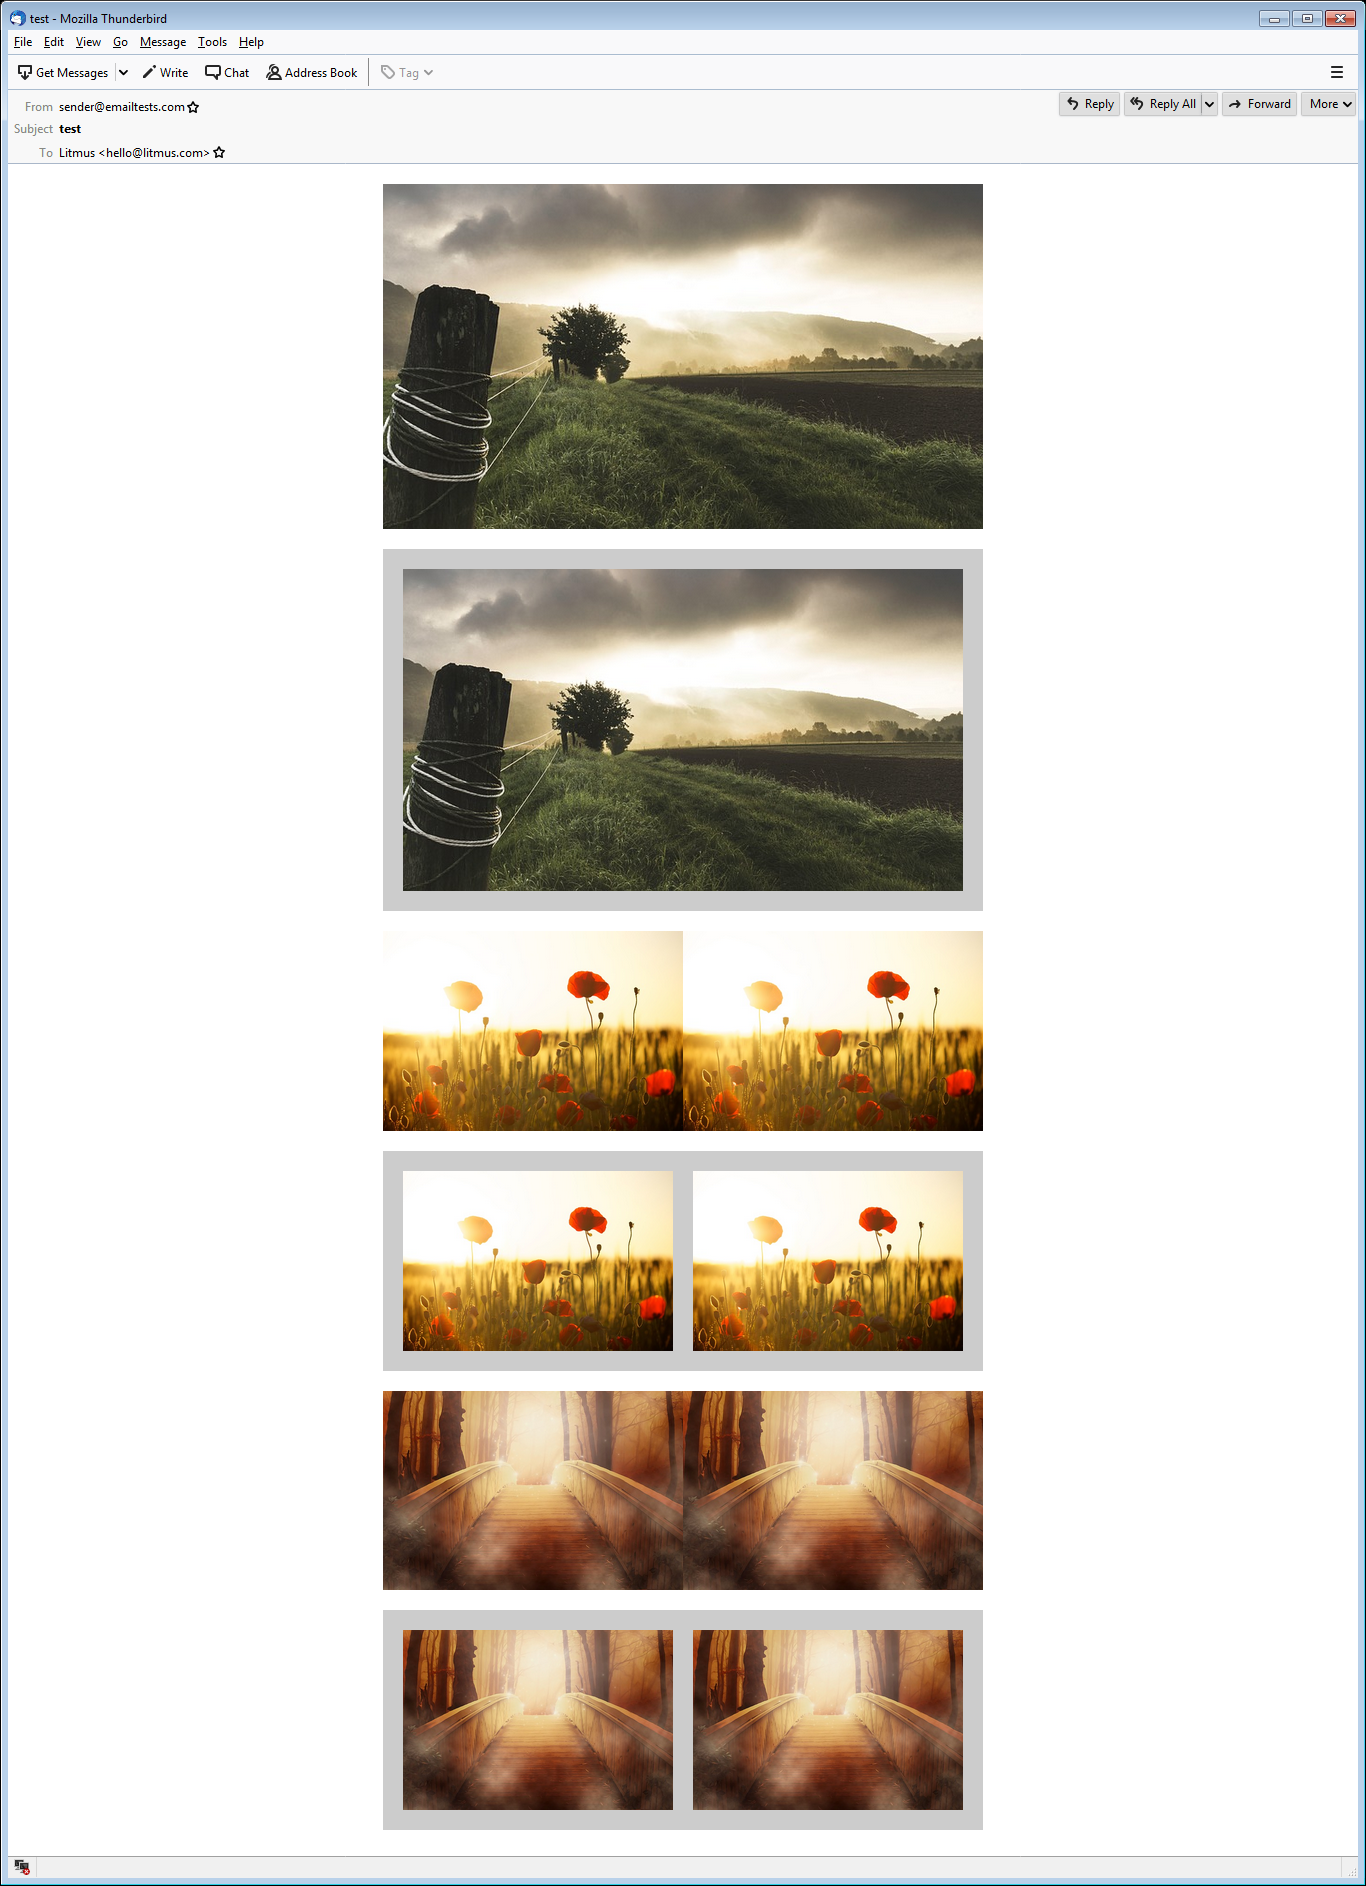 test - Mozilla Thunderbird
File Edit View Go Message Tools Help
Get Messages Write Chat Address Book Tag
From sender@emailtests.com Reply Reply All Forward More
Subject test
To Litmus <hello@litmus.com>